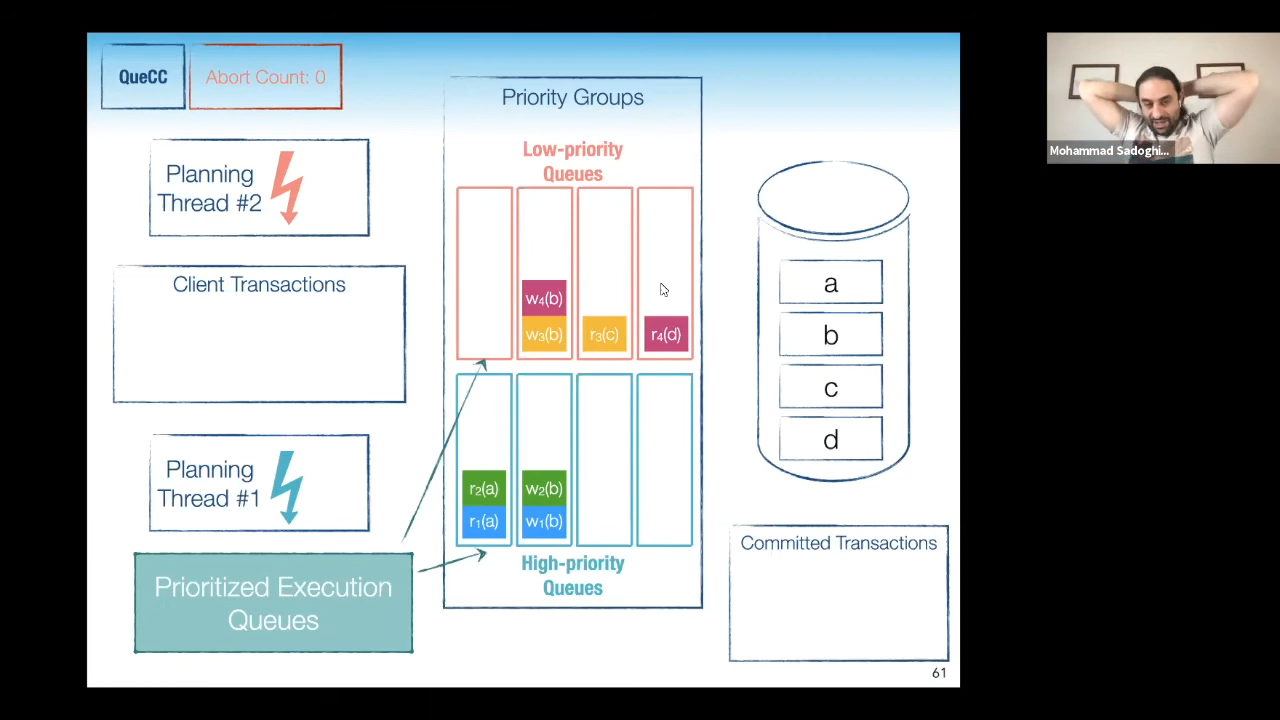 QueCC
Abort Count: 0
Planning
Thread #2
Client Transactions
Planning
Thread #1
Prioritized Execution
Queues
Priority Groups
Low-priority
Queues
w4(b)
w3(b)
r3(c)
r4(d)
r2(a)
w2(b)
r1(a)
w1(b)
High-priority
Queues
a
b
c
d
Committed Transactions
61
Mohammad Sadoghi...